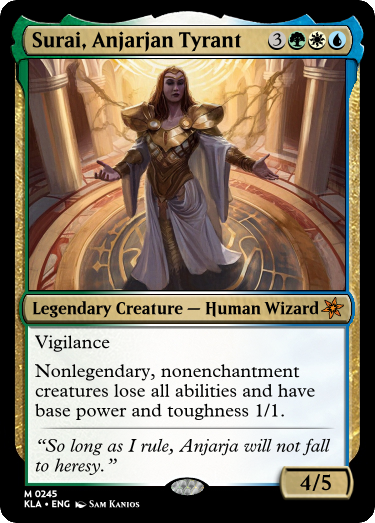 Surai, Anjarjan Tyrant 3
Legendary Creature — Human Wizard
Vigilance
Nonlegendary, nonenchantment
creatures lose all abilities and have
base power and toughness 1/1.
“So long as I rule, Anjarja will not fall
to heresy.”
4/5
M 0245
KLA • ENG Sam Kanios